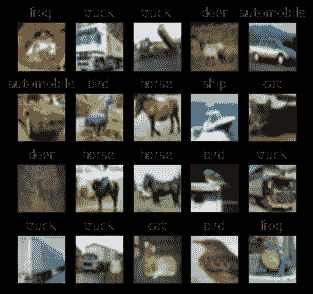 frog truck truck deer automobile
automobile bird horse ship cat
deer horse horse bird truck
truck truck cat bird frog